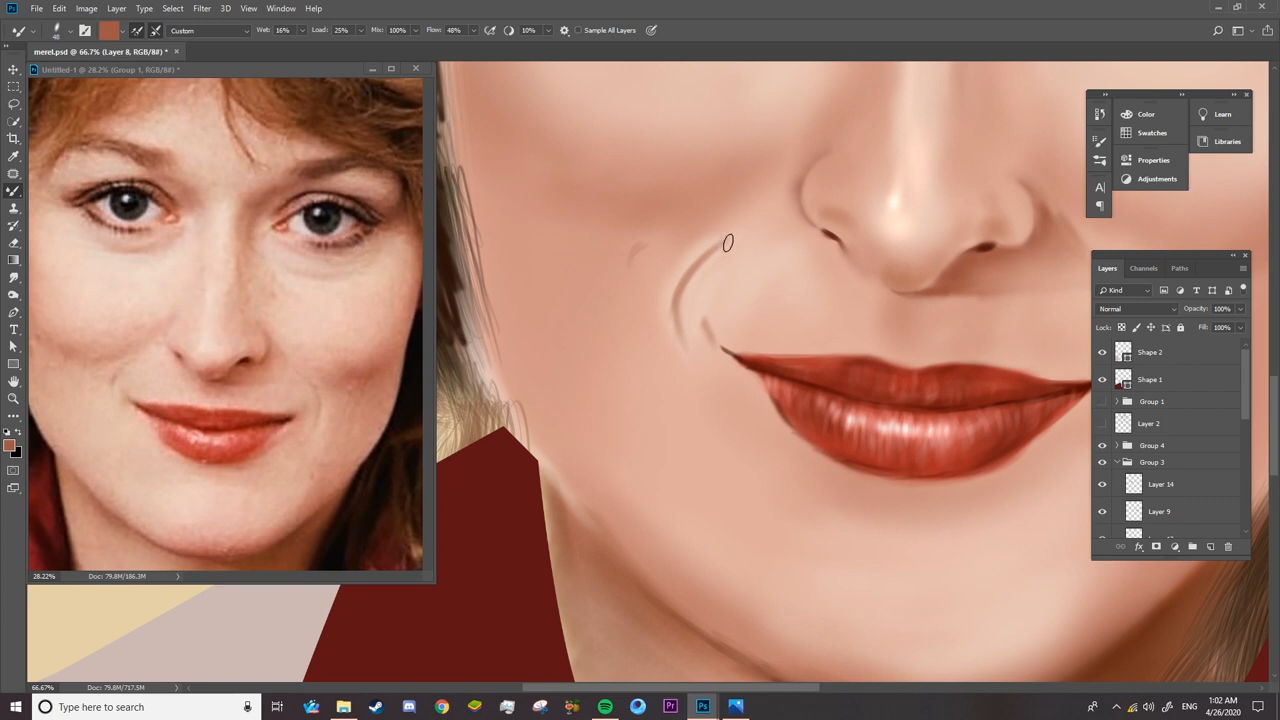 Ps File Edit Image Layer Type Select Filter 3D View Window Help
48 Custom Wet: 16% Load: 25% Mix: 100% Flow: 48% 10% Sample All Layers
merel.psd @ 66.7% (Layer 8, RGB/8#) * ×
Untitled-1 @ 28.2% (Group 1, RGB/8#) *
Color
Learn
Swatches
Libraries
Properties
Adjustments
Layers Channels Paths
Kind
Normal Opacity: 100%
Lock: Fill: 100%
Shape 2
Shape 1
Group 1
Layer 2
Group 4
Group 3
Layer 14
Layer 9
28.22% Doc: 79.8M/186.3M
66.67% Doc: 79.8M/717.5M
Type here to search
Pr Ps
1:02 AM
4/26/2020